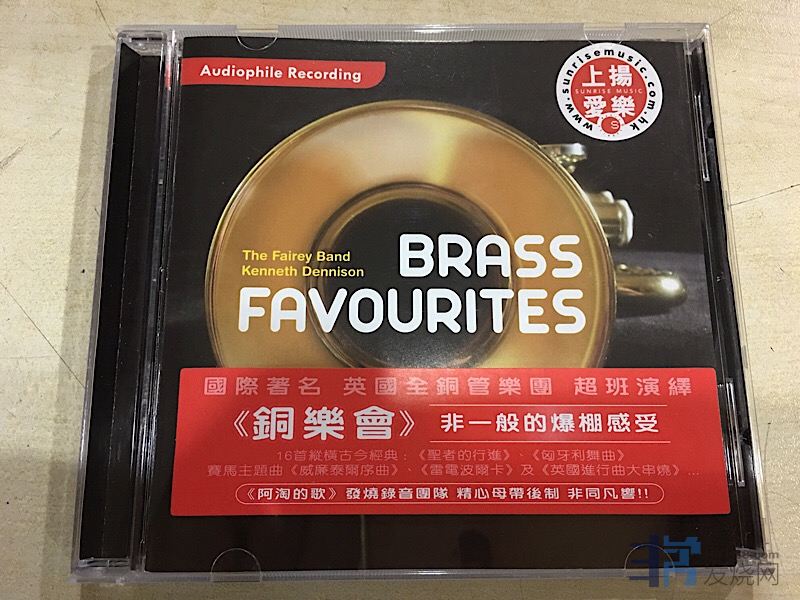 Audiophile Recording
www.sunrisemusic.com.hk
上揚
SUNRISE MUSIC
愛樂
The Fairey Band
Kenneth Dennison
BRASS
FAVOURITES
國際著名 英國全銅管樂團 超班演繹
《銅樂會》 非一般的爆棚感受
16首縱橫古今經典:《聖者的行進》、《匈牙利舞曲》
賽馬主題曲《威廉泰爾序曲》、《雷電波爾卡》及《英國進行曲大串燒》...
《阿淘的歌》發燒錄音團隊 精心母帶後制 非同凡響!!
发烧网